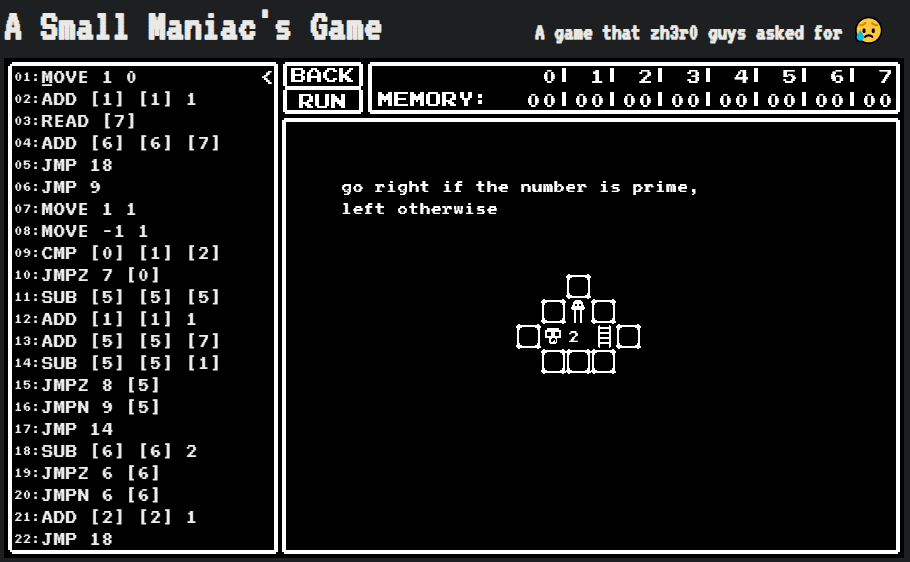 A Small Maniac's Game
A game that zh3r0 guys asked for 😥
01:MOVE 1 0 <
02:ADD [1] [1] 1
03:READ [7]
04:ADD [6] [6] [7]
05:JMP 18
06:JMP 9
07:MOVE 1 1
08:MOVE -1 1
09:CMP [0] [1] [2]
10:JMPZ 7 [0]
11:SUB [5] [5] [5]
12:ADD [1] [1] 1
13:ADD [5] [5] [7]
14:SUB [5] [5] [1]
15:JMPZ 8 [5]
16:JMPN 9 [5]
17:JMP 14
18:SUB [6] [6] 2
19:JMPZ 6 [6]
20:JMPN 6 [6]
21:ADD [2] [2] 1
22:JMP 18
BACK
RUN
0| 1| 2| 3| 4| 5| 6| 7
MEMORY: 00|00|00|00|00|00|00|00
go right if the number is prime,
left otherwise
2